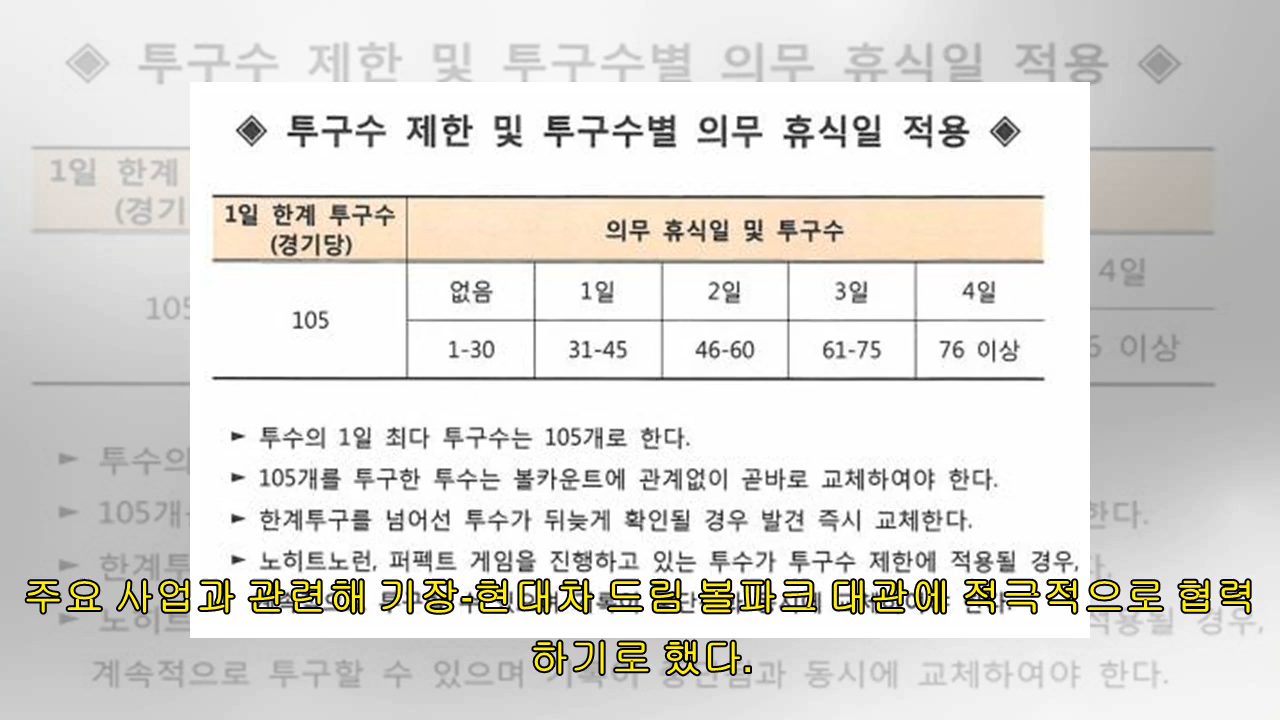 ◈ 투구수 제한 및 투구수별 의무 휴식일 적용 ◈
1일 한계 투구수
(경기당)
의무 휴식일 및 투구수
105
없음 1일 2일 3일 4일
1-30 31-45 46-60 61-75 76 이상
► 투수의 1일 최다 투구수는 105개로 한다.
► 105개를 투구한 투수는 볼카운트에 관계없이 곧바로 교체하여야 한다.
► 한계투구를 넘어선 투수가 뒤늦게 확인될 경우 발견 즉시 교체한다.
► 노히트노런, 퍼펙트 게임을 진행하고 있는 투수가 투구수 제한에 적용될 경우,
계속적으로 투구할 수 있으며 기록이 중단됨과 동시에 교체하여야 한다.
주요 사업과 관련해 기장-현대차 드림 볼파크 대관에 적극적으로 협력
하기로 했다.